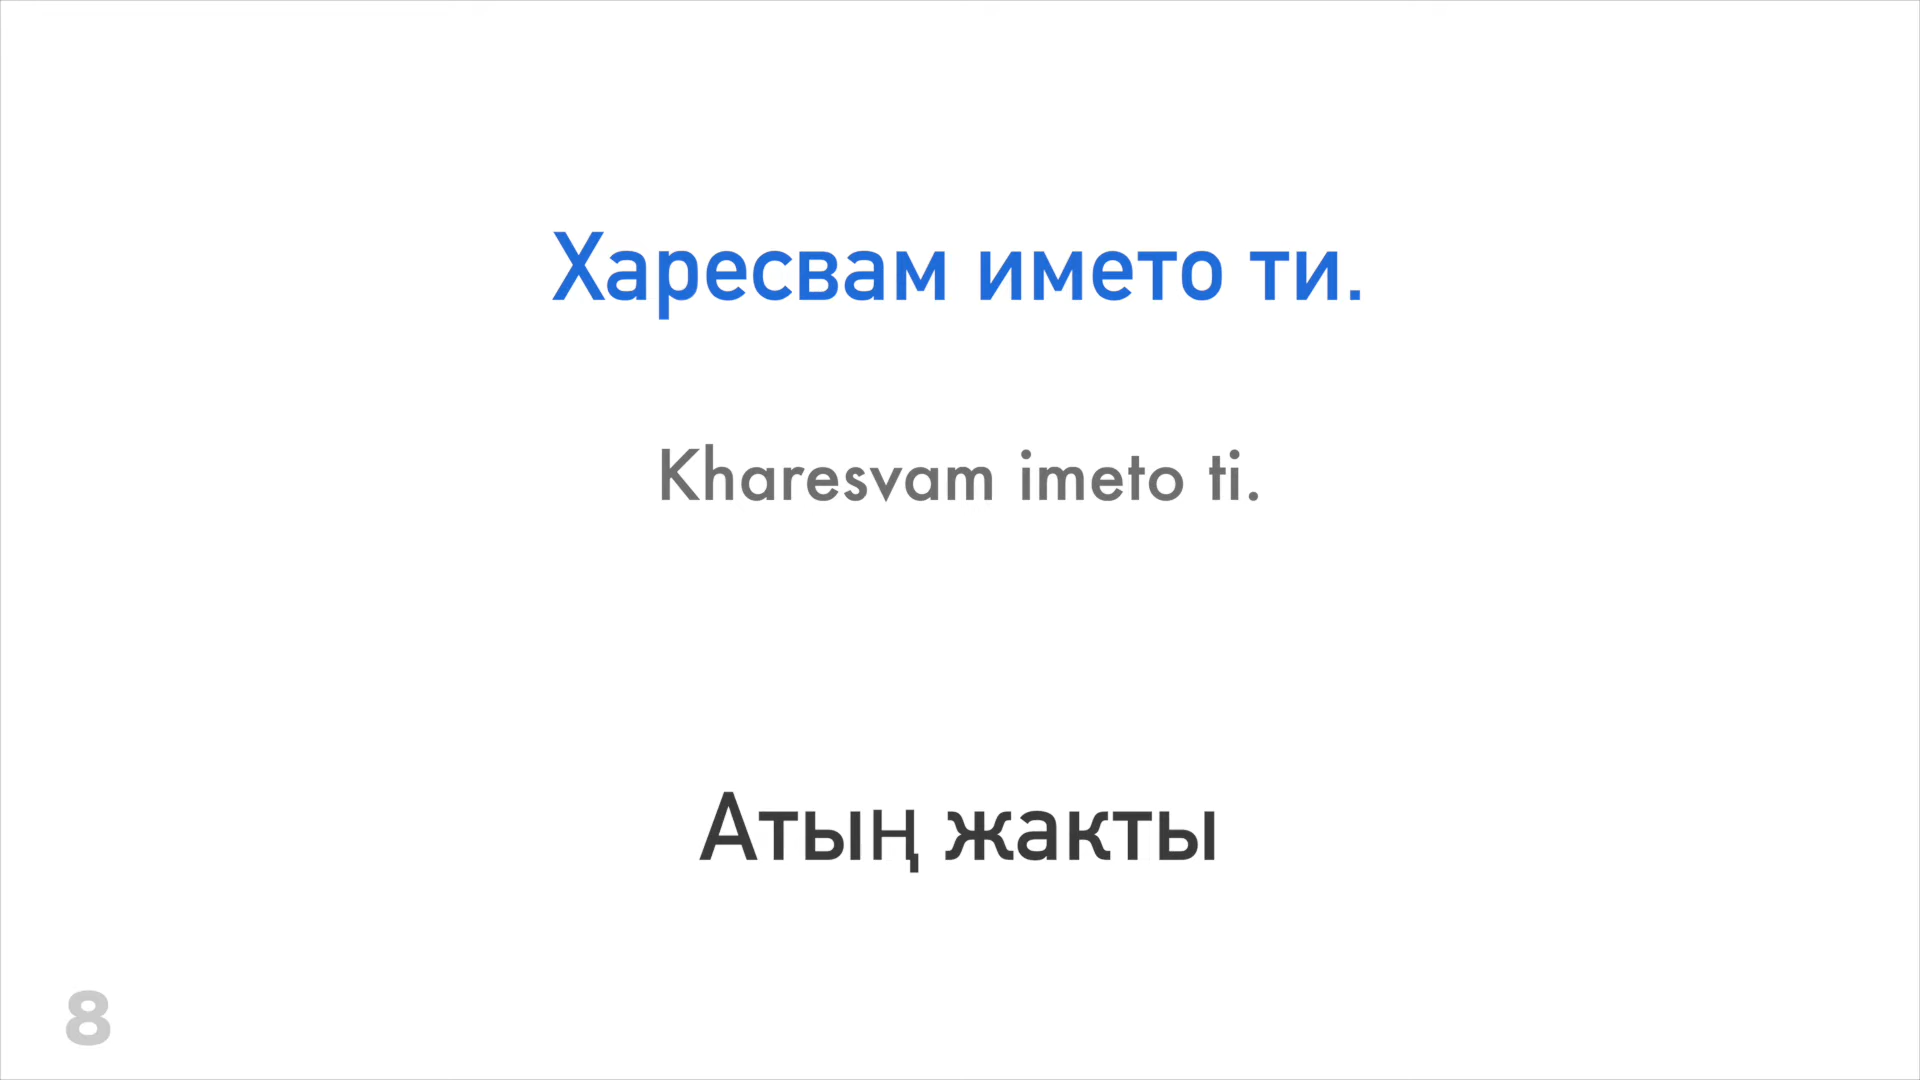 Харесвам името ти.
Kharesvam imeto ti.
Атың жакты
8